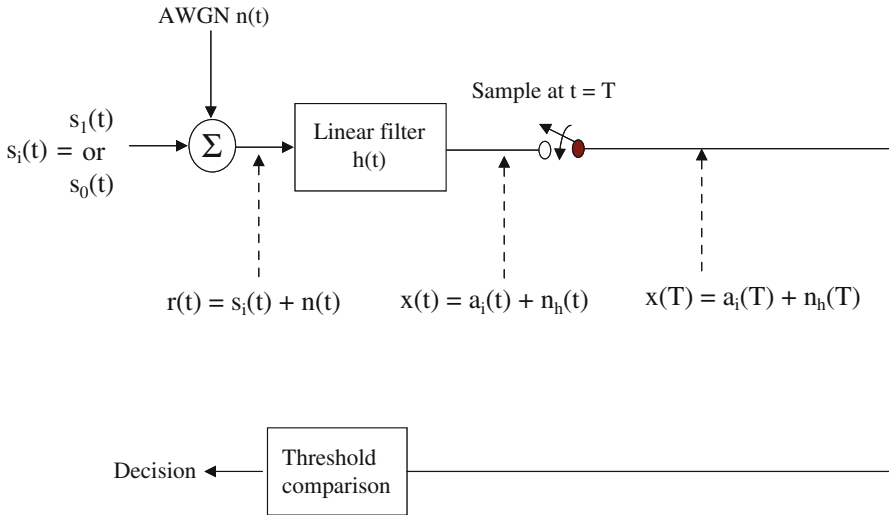 AWGN n(t)
Sample at t = T
s₁(t)
sᵢ(t) = or
s₀(t)
Σ
Linear filter
h(t)
r(t) = sᵢ(t) + n(t)
x(t) = aᵢ(t) + nₕ(t)
x(T) = aᵢ(T) + nₕ(T)
Decision
Threshold
comparison